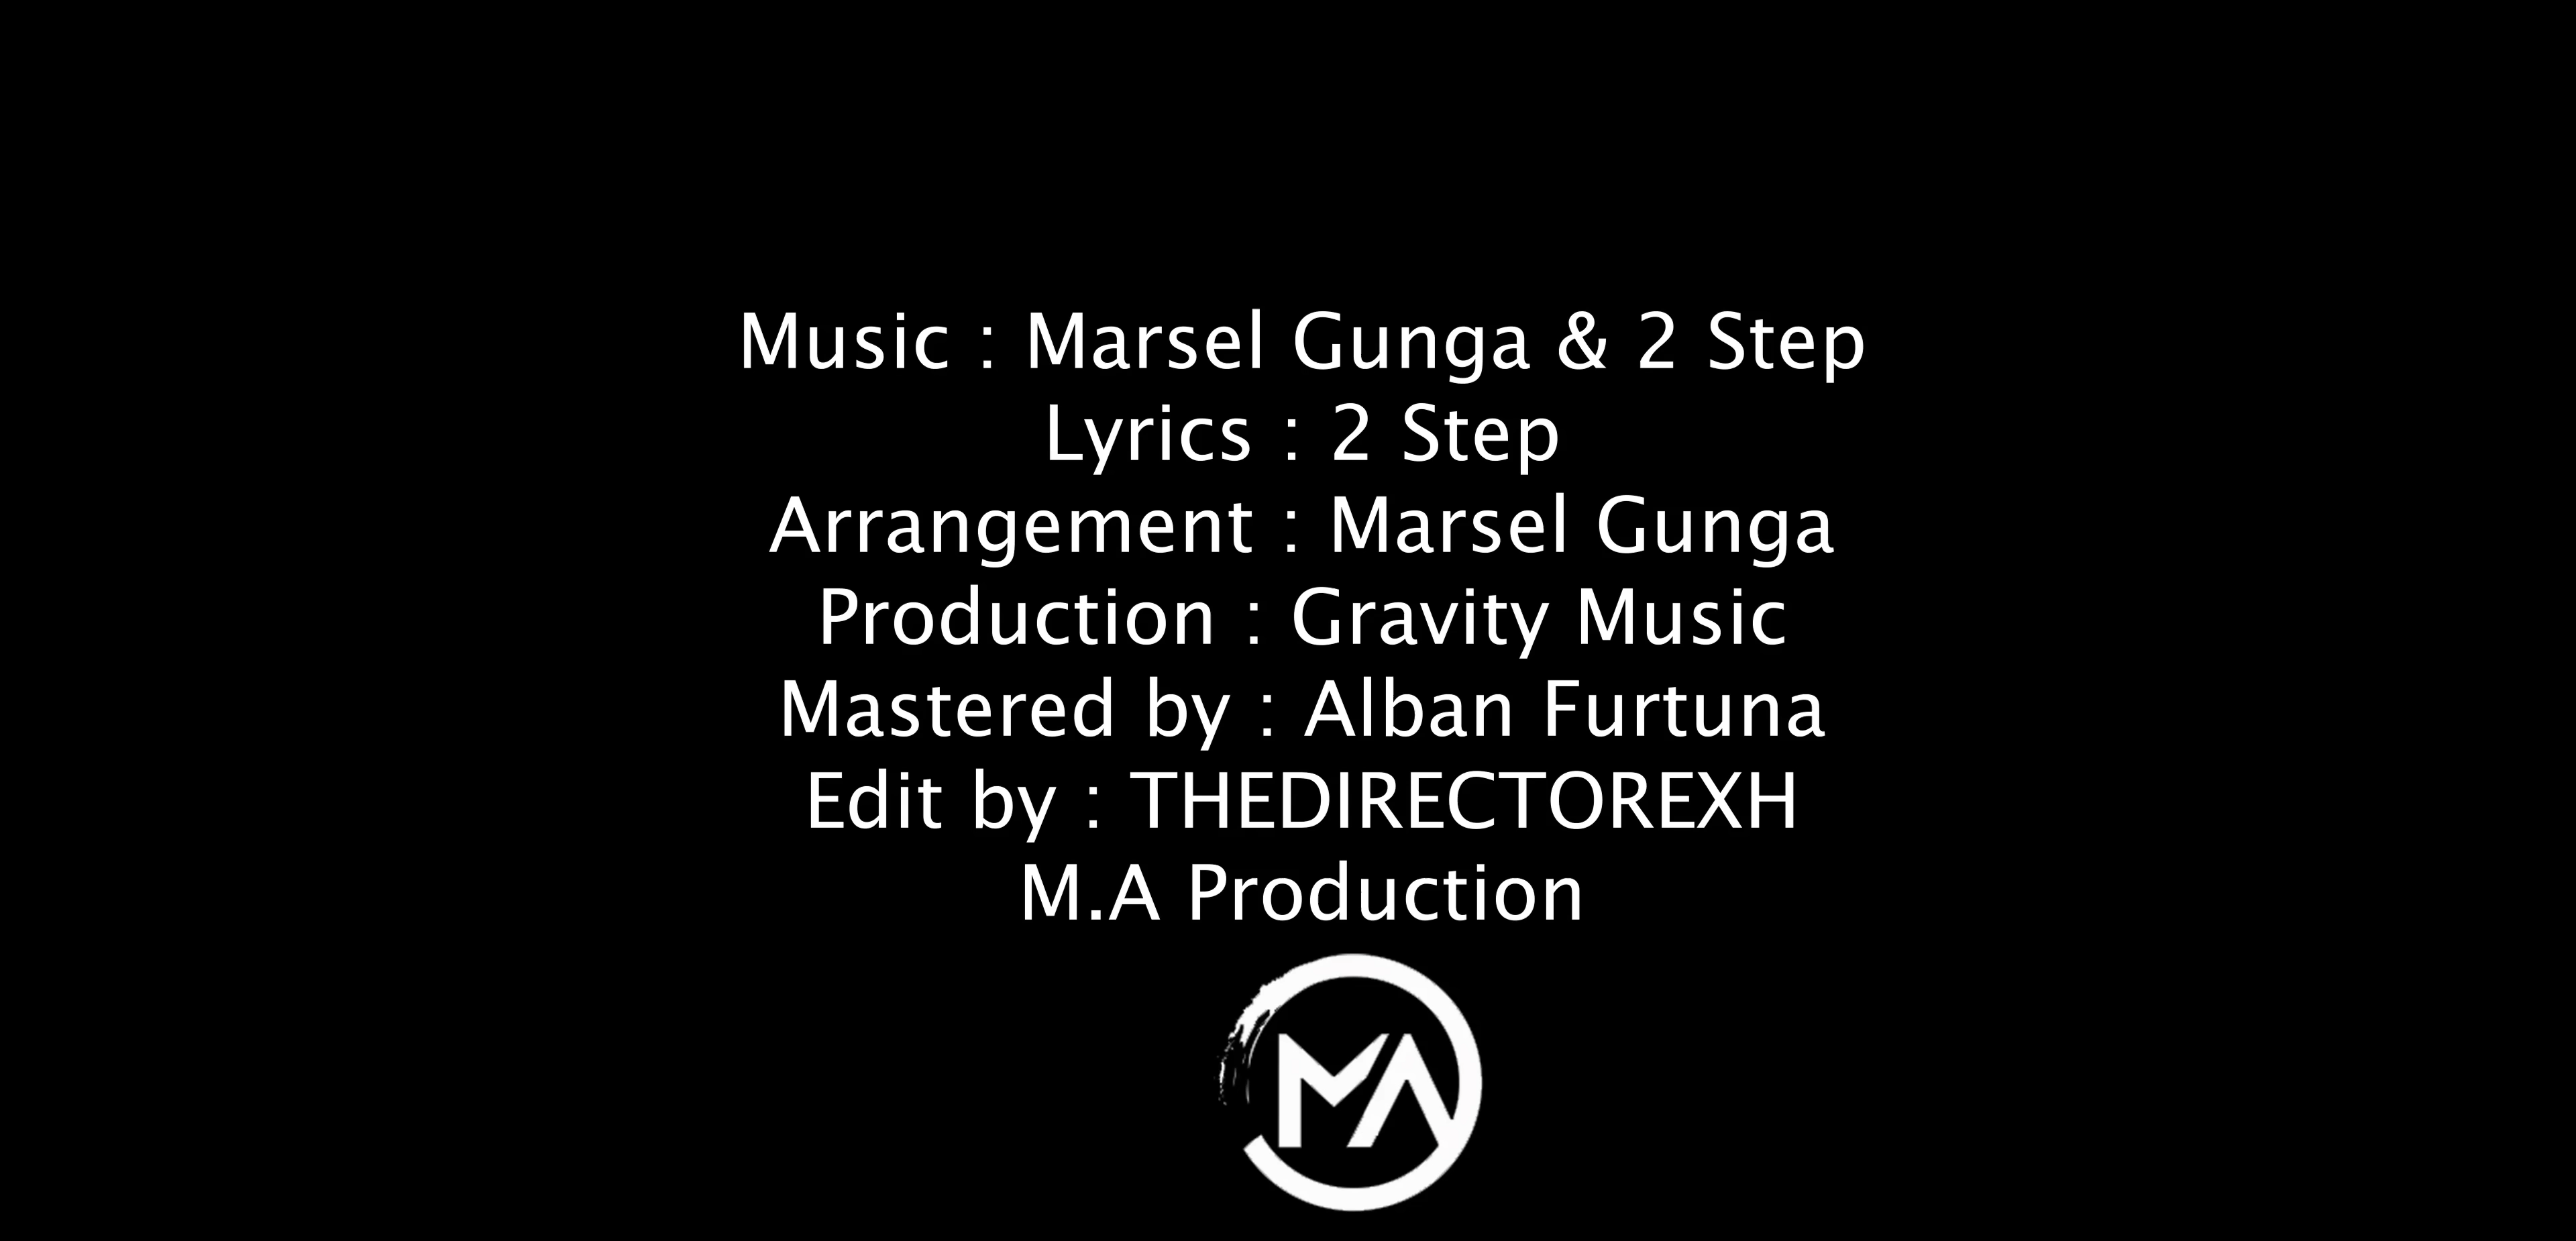 Music : Marsel Gunga & 2 Step
Lyrics : 2 Step
Arrangement : Marsel Gunga
Production : Gravity Music
Mastered by : Alban Furtuna
Edit by : THEDIRECTOREXH
M.A Production
MA